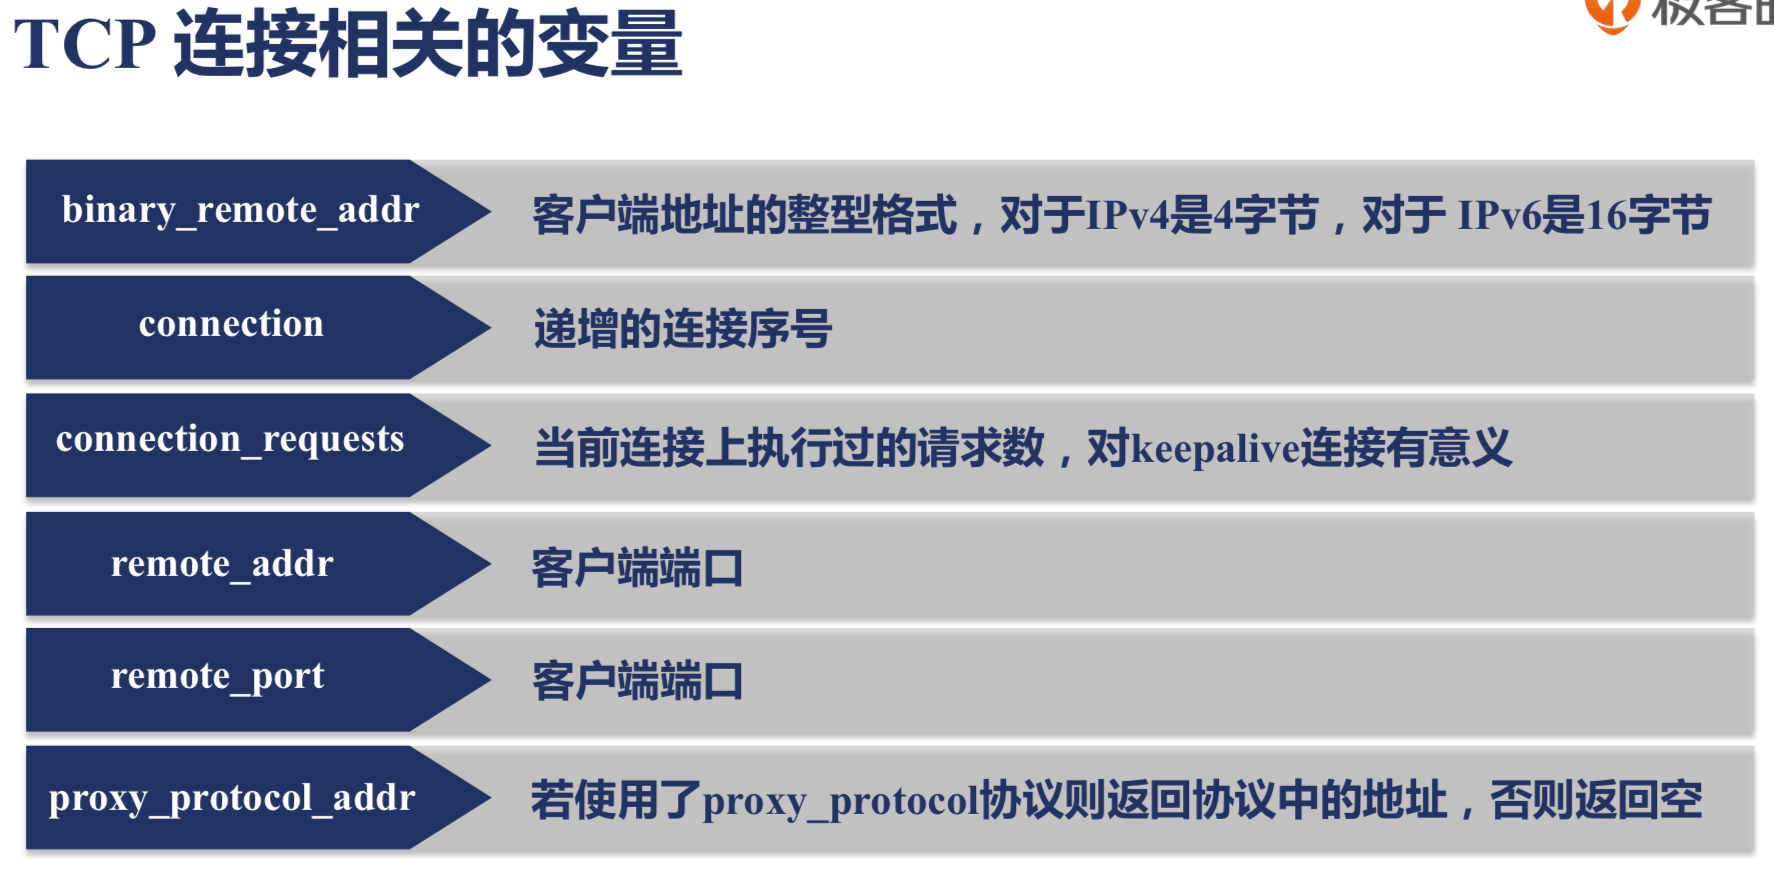 TCP 连接相关的变量
极客
binary_remote_addr
客户端地址的整型格式，对于IPv4是4字节，对于 IPv6是16字节
connection
递增的连接序号
connection_requests
当前连接上执行过的请求数，对keepalive连接有意义
remote_addr
客户端端口
remote_port
客户端端口
proxy_protocol_addr
若使用了proxy_protocol协议则返回协议中的地址，否则返回空